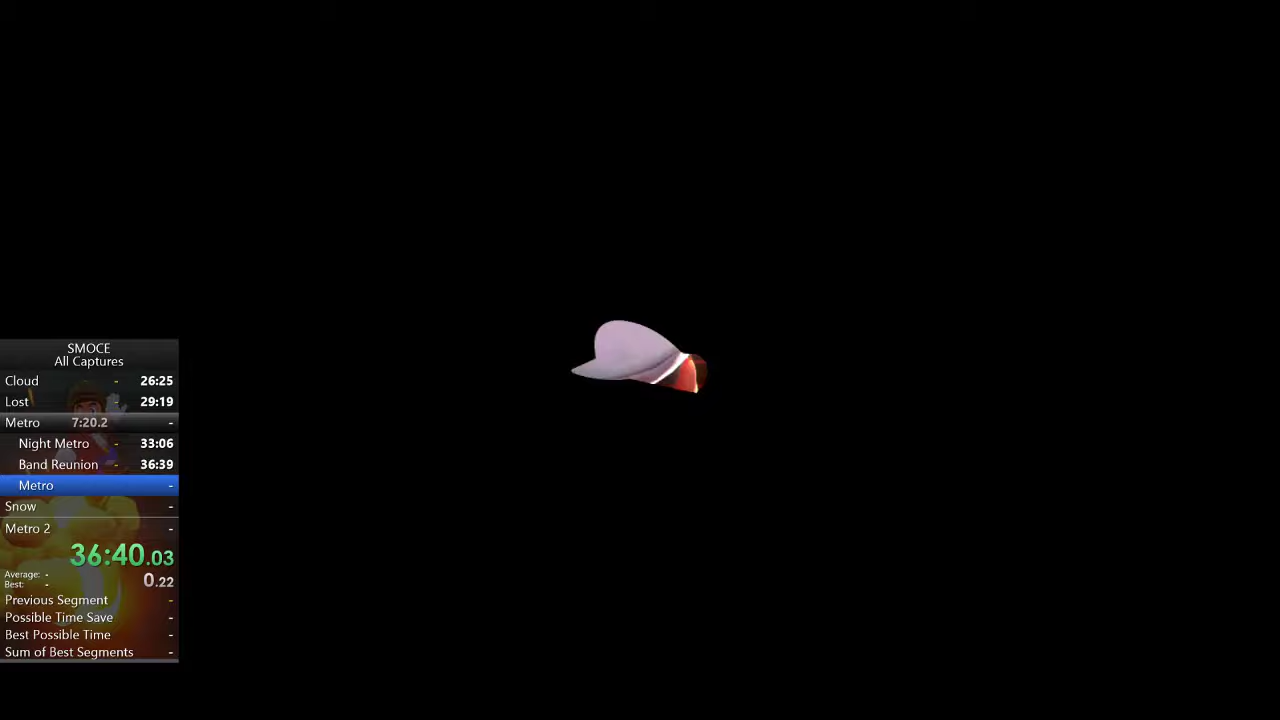 SMOCE
All Captures
Cloud - 26:25
Lost - 29:19
Metro 7:20.2 -
Night Metro - 33:06
Band Reunion - 36:39
Metro -
Snow -
Metro 2 -
36:40.03
Average: - 0.22
Best: -
Previous Segment -
Possible Time Save -
Best Possible Time -
Sum of Best Segments -